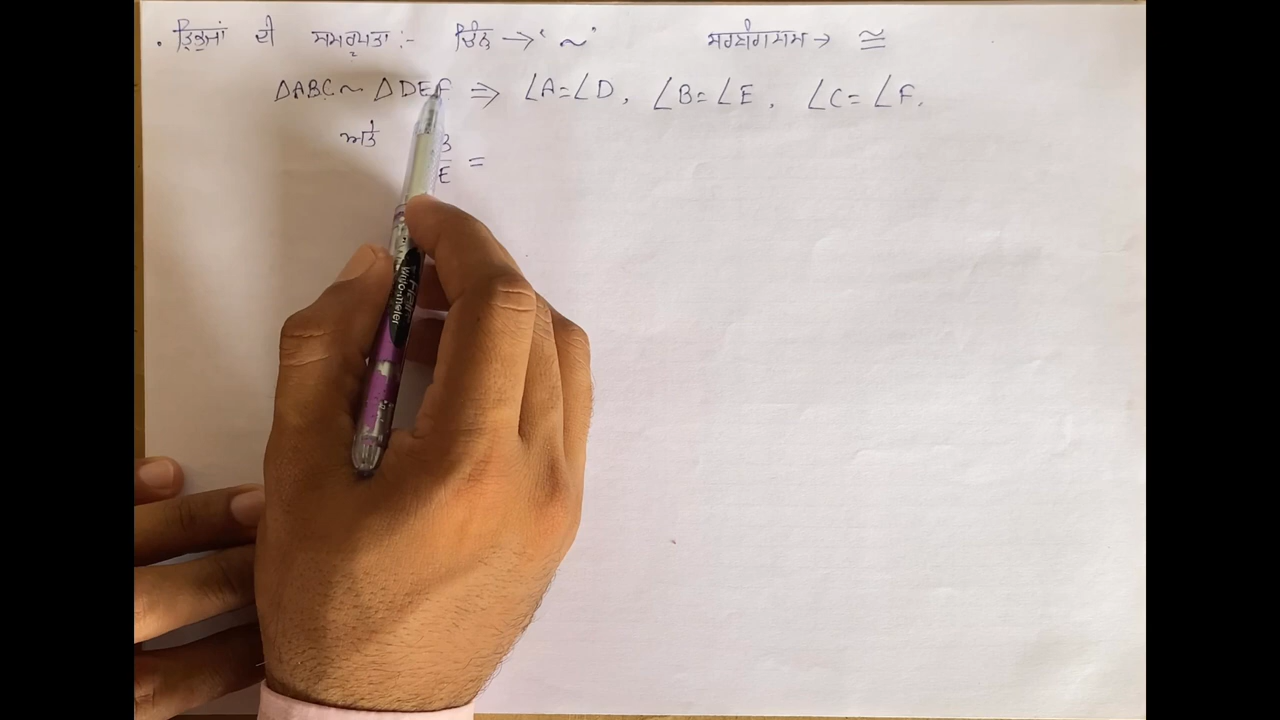 . ਤ੍ਰਿਭੁਜਾਂ ਦੀ ਸਮਰੂਪਤਾ :- ਚਿੰਨ੍ਹ → '~' ਸਰਬੰਗਸਮ → ≅
ΔABC ~ ΔDEF ⇒ ∠A = ∠D, ∠B = ∠E, ∠C = ∠F.
ਅਤੇ B/E =